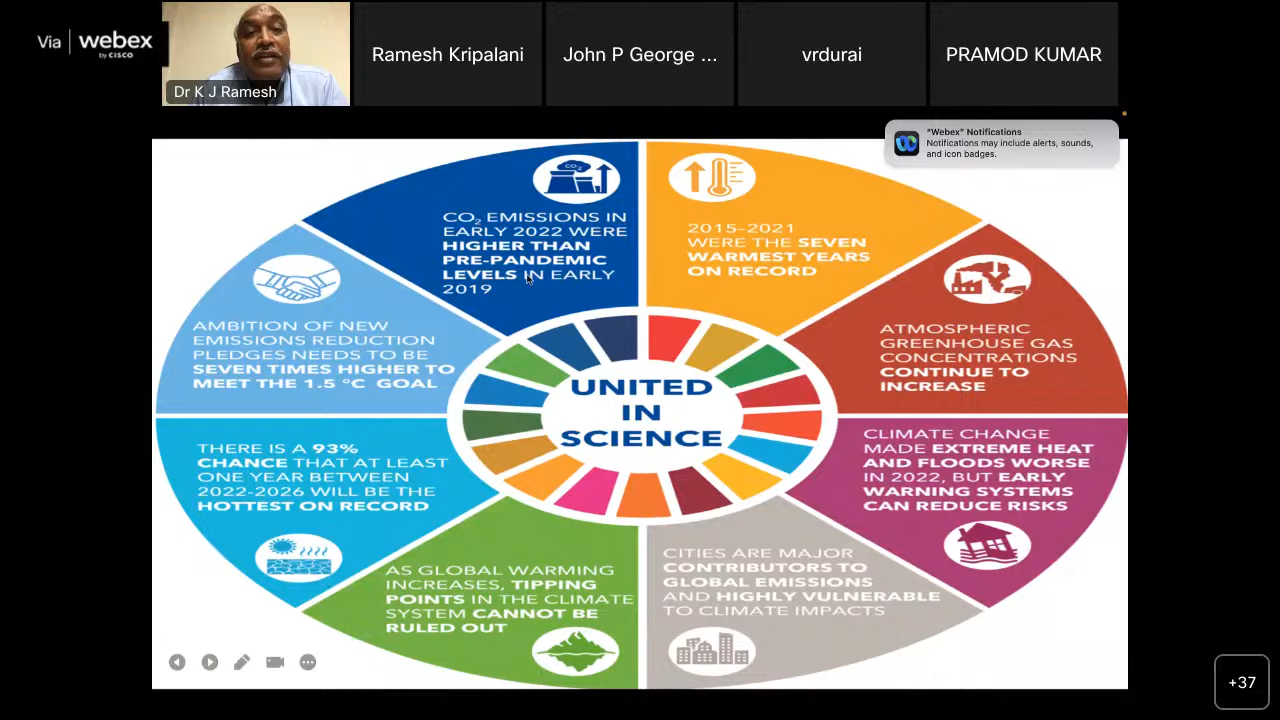 Via webex
by CISCO
Dr K J Ramesh
Ramesh Kripalani
John P George ...
vrdurai
PRAMOD KUMAR
"Webex" Notifications
Notifications may include alerts, sounds,
and icon badges.
CO₂
CO₂ EMISSIONS IN
EARLY 2022 WERE
HIGHER THAN
PRE-PANDEMIC
LEVELS IN EARLY
2019
2015–2021
WERE THE SEVEN
WARMEST YEARS
ON RECORD
ATMOSPHERIC
GREENHOUSE GAS
CONCENTRATIONS
CONTINUE TO
INCREASE
CLIMATE CHANGE
MADE EXTREME HEAT
AND FLOODS WORSE
IN 2022, BUT EARLY
WARNING SYSTEMS
CAN REDUCE RISKS
CITIES ARE MAJOR
CONTRIBUTORS TO
GLOBAL EMISSIONS
AND HIGHLY VULNERABLE
TO CLIMATE IMPACTS
AS GLOBAL WARMING
INCREASES, TIPPING
POINTS IN THE CLIMATE
SYSTEM CANNOT BE
RULED OUT
THERE IS A 93%
CHANCE THAT AT LEAST
ONE YEAR BETWEEN
2022-2026 WILL BE THE
HOTTEST ON RECORD
AMBITION OF NEW
EMISSIONS REDUCTION
PLEDGES NEEDS TO BE
SEVEN TIMES HIGHER TO
MEET THE 1.5 °C GOAL
UNITED
IN
SCIENCE
+37